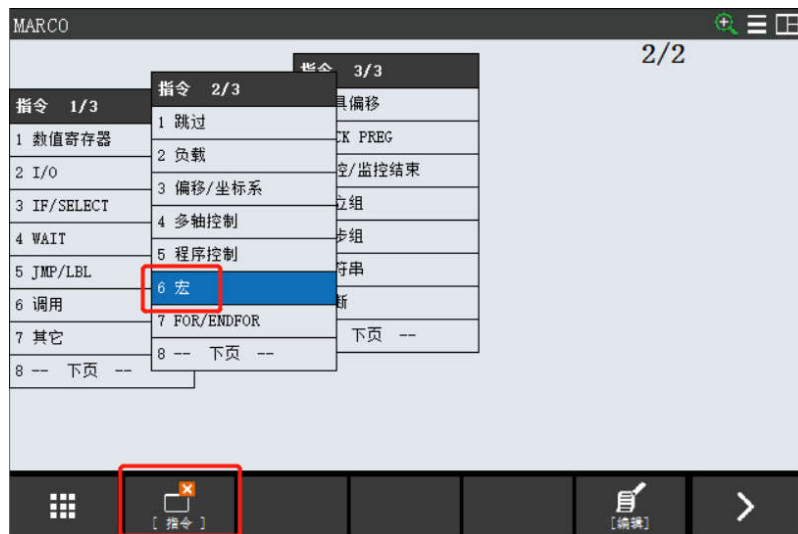 MARCO
2/2
指令 1/3
1 数值寄存器
2 I/O
3 IF/SELECT
4 WAIT
5 JMP/LBL
6 调用
7 其它
8 -- 下页 --
指令 2/3
1 跳过
2 负载
3 偏移/坐标系
4 多轴控制
5 程序控制
6 宏
7 FOR/ENDFOR
8 -- 下页 --
指令 3/3
具偏移
CK PREG
控/监控结束
立组
步组
符串
断
下页 --
[ 指令 ]
[编辑]